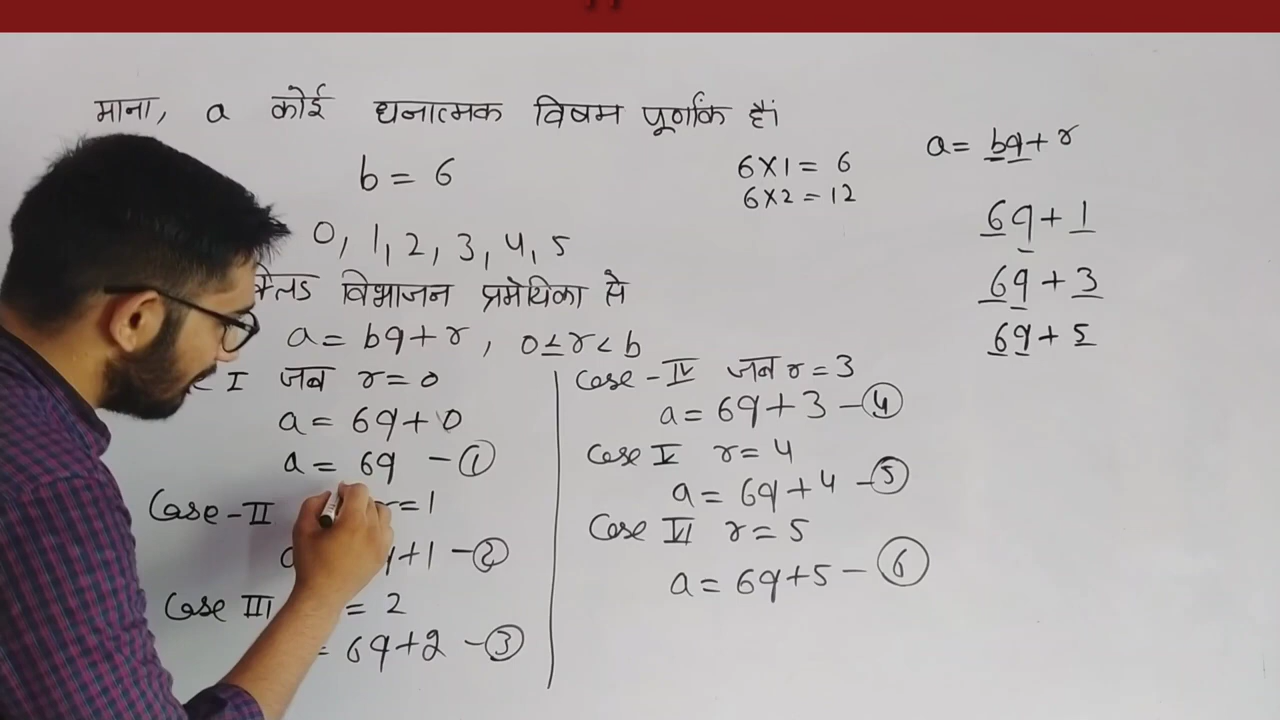 माना, a कोई धनात्मक विषम पूर्णांक है।
b = 6
6×1 = 6
6×2 = 12
a = bq + r
6q + 1
6q + 3
6q + 5
0, 1, 2, 3, 4, 5
विभाजन प्रमेयिका से
a = bq + r, 0 ≤ r < b
I जब r = 0
a = 6q + 0
a = 6q - ①
Case - II r = 1
+ 1 - ②
Case III = 2
= 6q + 2 - ③
Case - IV जब r = 3
a = 6q + 3 - ④
Case V r = 4
a = 6q + 4 - ⑤
Case VI r = 5
a = 6q + 5 - ⑥